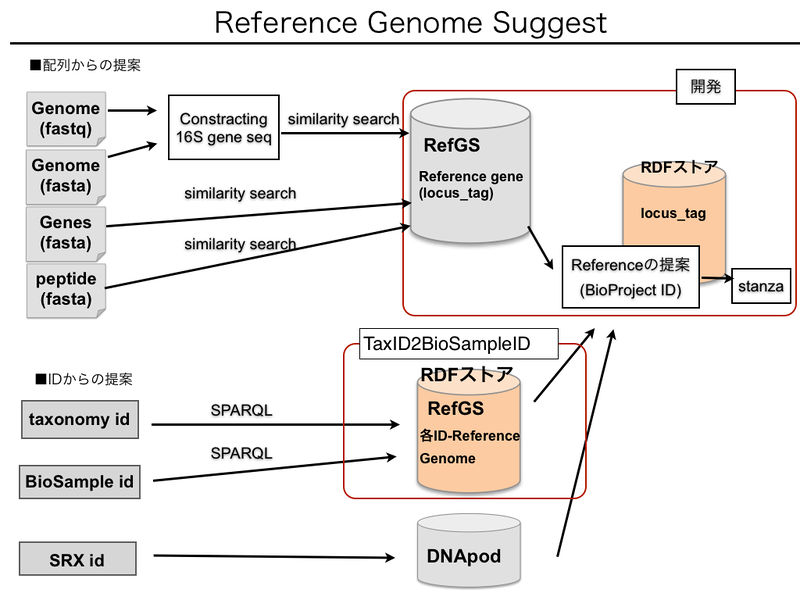 Reference Genome Suggest
■配列からの提案
開発
Genome
(fastq)
Constracting
16S gene seq
similarity search
Genome
(fasta)
RefGS
Reference gene
(locus_tag)
RDFストア
locus_tag
similarity search
Genes
(fasta)
similarity search
peptide
(fasta)
Referenceの提案
(BioProject ID)
stanza
TaxID2BioSampleID
■IDからの提案
RDFストア
taxonomy id
SPARQL
RefGS
各ID-Reference
Genome
BioSample id
SPARQL
SRX id
DNApod